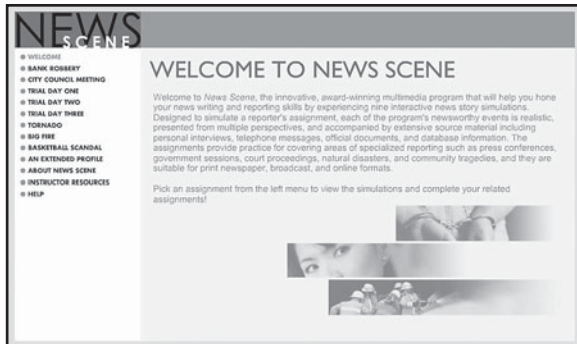 NEWS
SCENE
WELCOME
BANK ROBBERY
CITY COUNCIL MEETING
TRIAL DAY ONE
TRIAL DAY TWO
TRIAL DAY THREE
TORNADO
BIG FIRE
BASKETBALL SCANDAL
AN EXTENDED PROFILE
ABOUT NEWS SCENE
INSTRUCTOR RESOURCES
HELP
WELCOME TO NEWS SCENE
Welcome to News Scene, the innovative, award-winning multimedia program that will help you hone
your news writing and reporting skills by experiencing nine interactive news story simulations.
Designed to simulate a reporter's assignment, each of the program's newsworthy events is realistic,
presented from multiple perspectives, and accompanied by extensive source material including
personal interviews, telephone messages, official documents, and database information. The
assignments provide practice for covering areas of specialized reporting such as press conferences,
government sessions, court proceedings, natural disasters, and community tragedies, and they are
suitable for print newspaper, broadcast, and online formats.
Pick an assignment from the left menu to view the simulations and complete your related
assignments!